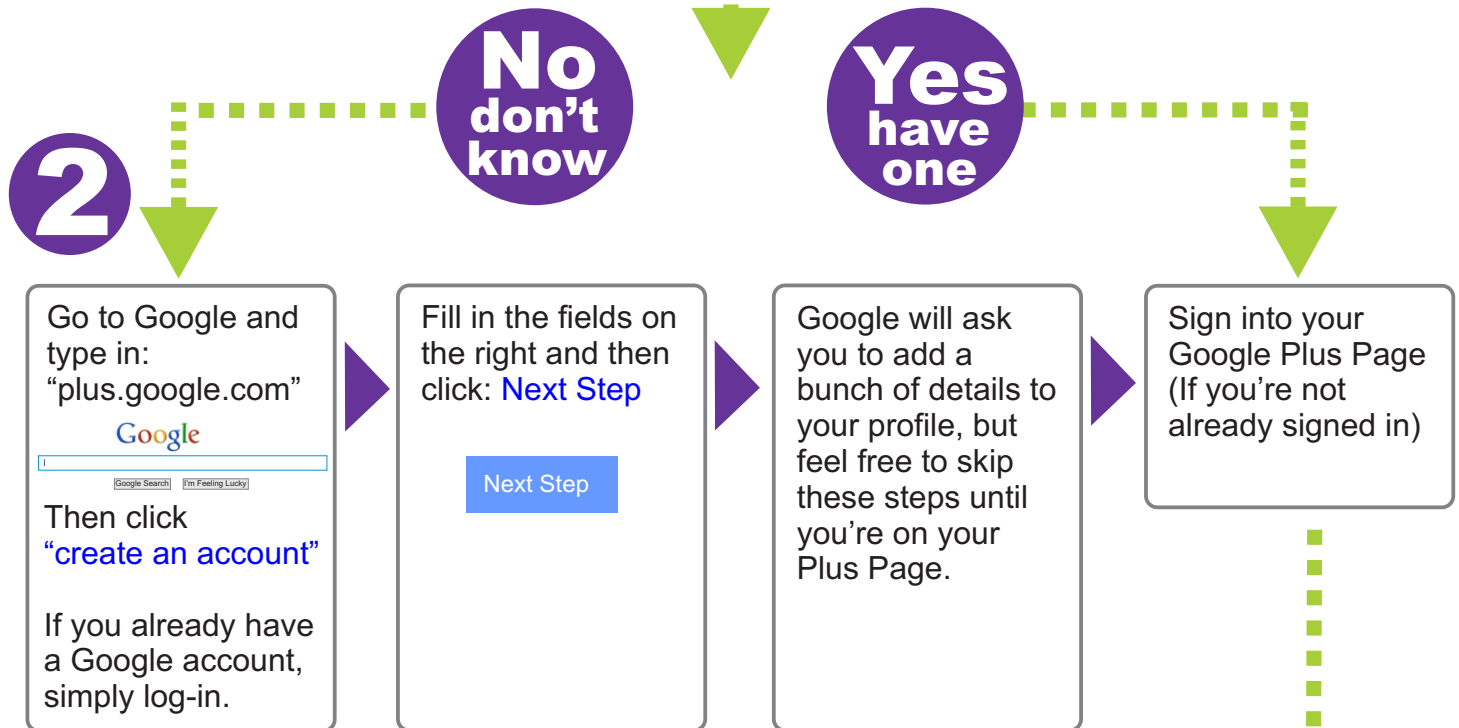 No
don't
know
Yes
have
one
2
Go to Google and
type in:
“plus.google.com”
Google
Google Search
I'm Feeling Lucky
Then click
“create an account”
If you already have
a Google account,
simply log-in.
Fill in the fields on
the right and then
click: Next Step
Next Step
Google will ask
you to add a
bunch of details to
your profile, but
feel free to skip
these steps until
you’re on your
Plus Page.
Sign into your
Google Plus Page
(If you’re not
already signed in)